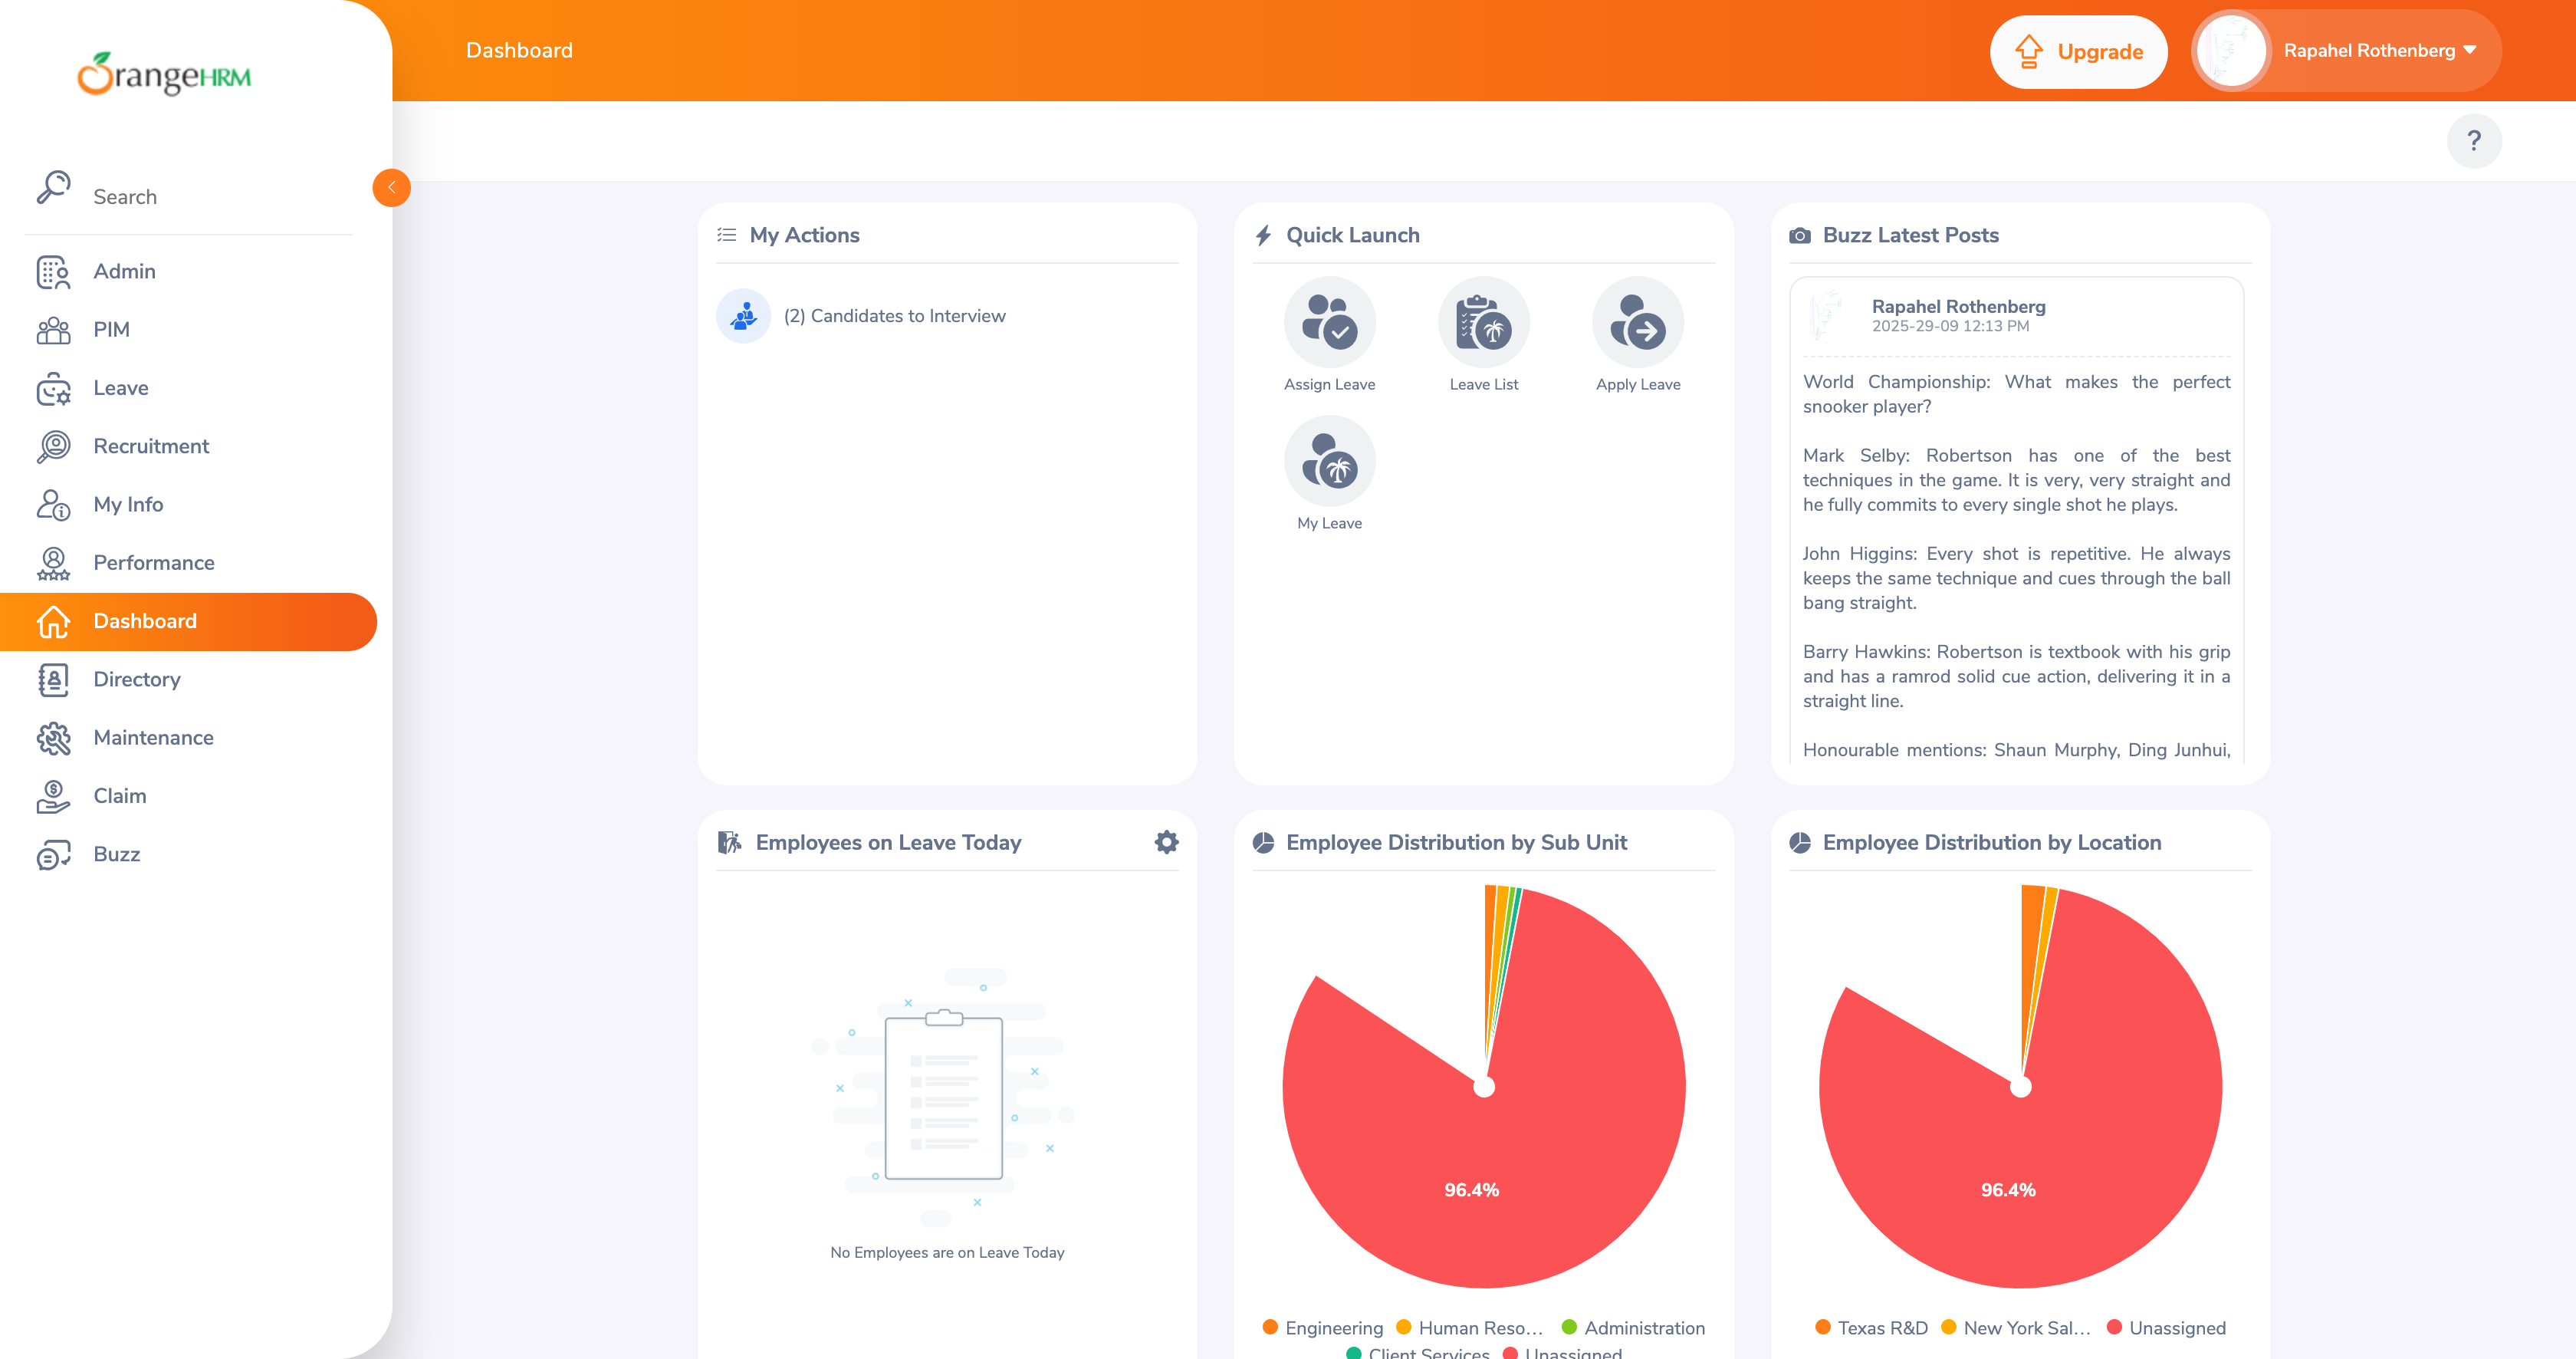 OrangeHRM
Dashboard
Upgrade
Rapahel Rothenberg
?
Search
Admin
PIM
Leave
Recruitment
My Info
Performance
Dashboard
Directory
Maintenance
Claim
Buzz
My Actions
(2) Candidates to Interview
Quick Launch
Assign Leave
Leave List
Apply Leave
My Leave
Buzz Latest Posts
Rapahel Rothenberg
2025-29-09 12:13 PM
World Championship: What makes the perfect
snooker player?
Mark Selby: Robertson has one of the best
techniques in the game. It is very, very straight and
he fully commits to every single shot he plays.
John Higgins: Every shot is repetitive. He always
keeps the same technique and cues through the ball
bang straight.
Barry Hawkins: Robertson is textbook with his grip
and has a ramrod solid cue action, delivering it in a
straight line.
Honourable mentions: Shaun Murphy, Ding Junhui,
Employees on Leave Today
No Employees are on Leave Today
Employee Distribution by Sub Unit
96.4%
Engineering
Human Reso...
Administration
Client Services
Unassigned
Employee Distribution by Location
96.4%
Texas R&D
New York Sal...
Unassigned